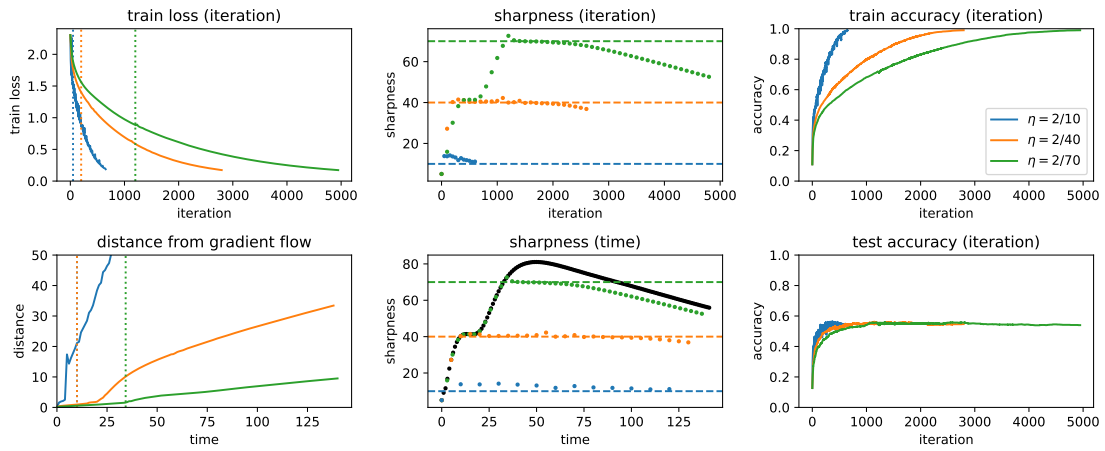 train loss (iteration)
train loss
2.0
1.5
1.0
0.5
0.0
0 1000 2000 3000 4000 5000
iteration
sharpness (iteration)
sharpness
60
40
20
0 1000 2000 3000 4000 5000
iteration
train accuracy (iteration)
accuracy
1.0
0.8
0.6
0.4
0.2
0.0
η = 2/10
η = 2/40
η = 2/70
0 1000 2000 3000 4000 5000
iteration
distance from gradient flow
distance
50
40
30
20
10
0
0 25 50 75 100 125
time
sharpness (time)
sharpness
80
60
40
20
0 25 50 75 100 125
time
test accuracy (iteration)
accuracy
1.0
0.8
0.6
0.4
0.2
0.0
0 1000 2000 3000 4000 5000
iteration